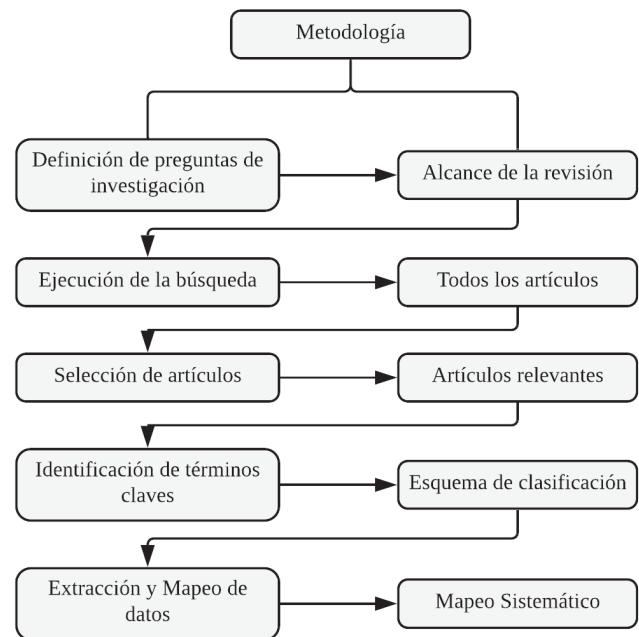 Metodología
Definición de preguntas de
investigación
Alcance de la revisión
Ejecución de la búsqueda
Todos los artículos
Selección de artículos
Artículos relevantes
Identificación de términos
claves
Esquema de clasificación
Extracción y Mapeo de
datos
Mapeo Sistemático